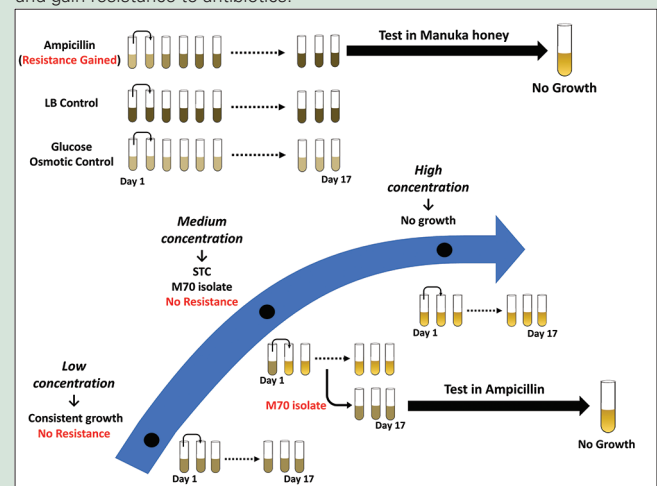 and gain resistance to antibiotics.
Ampicillin
(Resistance Gained)
Test in Manuka honey
No Growth
LB Control
Glucose
Osmotic Control
Day 1
Day 17
High
concentration
No growth
Medium
concentration
STC
M70 isolate
No Resistance
Day 1
Day 17
Low
concentration
Consistent growth
No Resistance
Day 1
M70 isolate
Day 17
Test in Ampicillin
No Growth
Day 1
Day 17